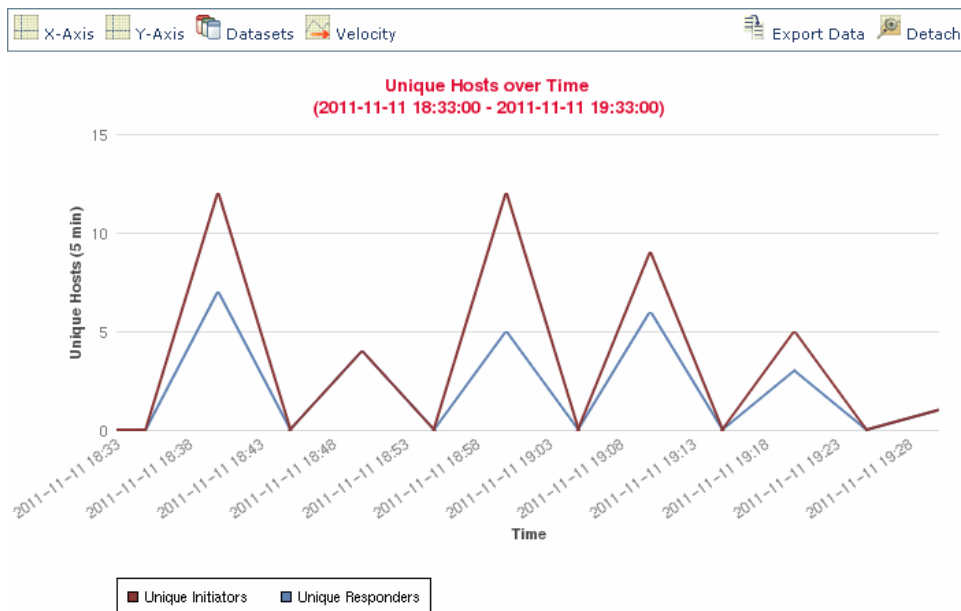 X-Axis Y-Axis Datasets Velocity Export Data Detach
Unique Hosts over Time
(2011-11-11 18:33:00 - 2011-11-11 19:33:00)
Unique Hosts (5 min)
15
10
5
0
2011-11-11 18:33
2011-11-11 18:38
2011-11-11 18:43
2011-11-11 18:48
2011-11-11 18:53
2011-11-11 18:58
2011-11-11 19:03
2011-11-11 19:08
2011-11-11 19:13
2011-11-11 19:18
2011-11-11 19:23
2011-11-11 19:28
Time
Unique Initiators Unique Responders